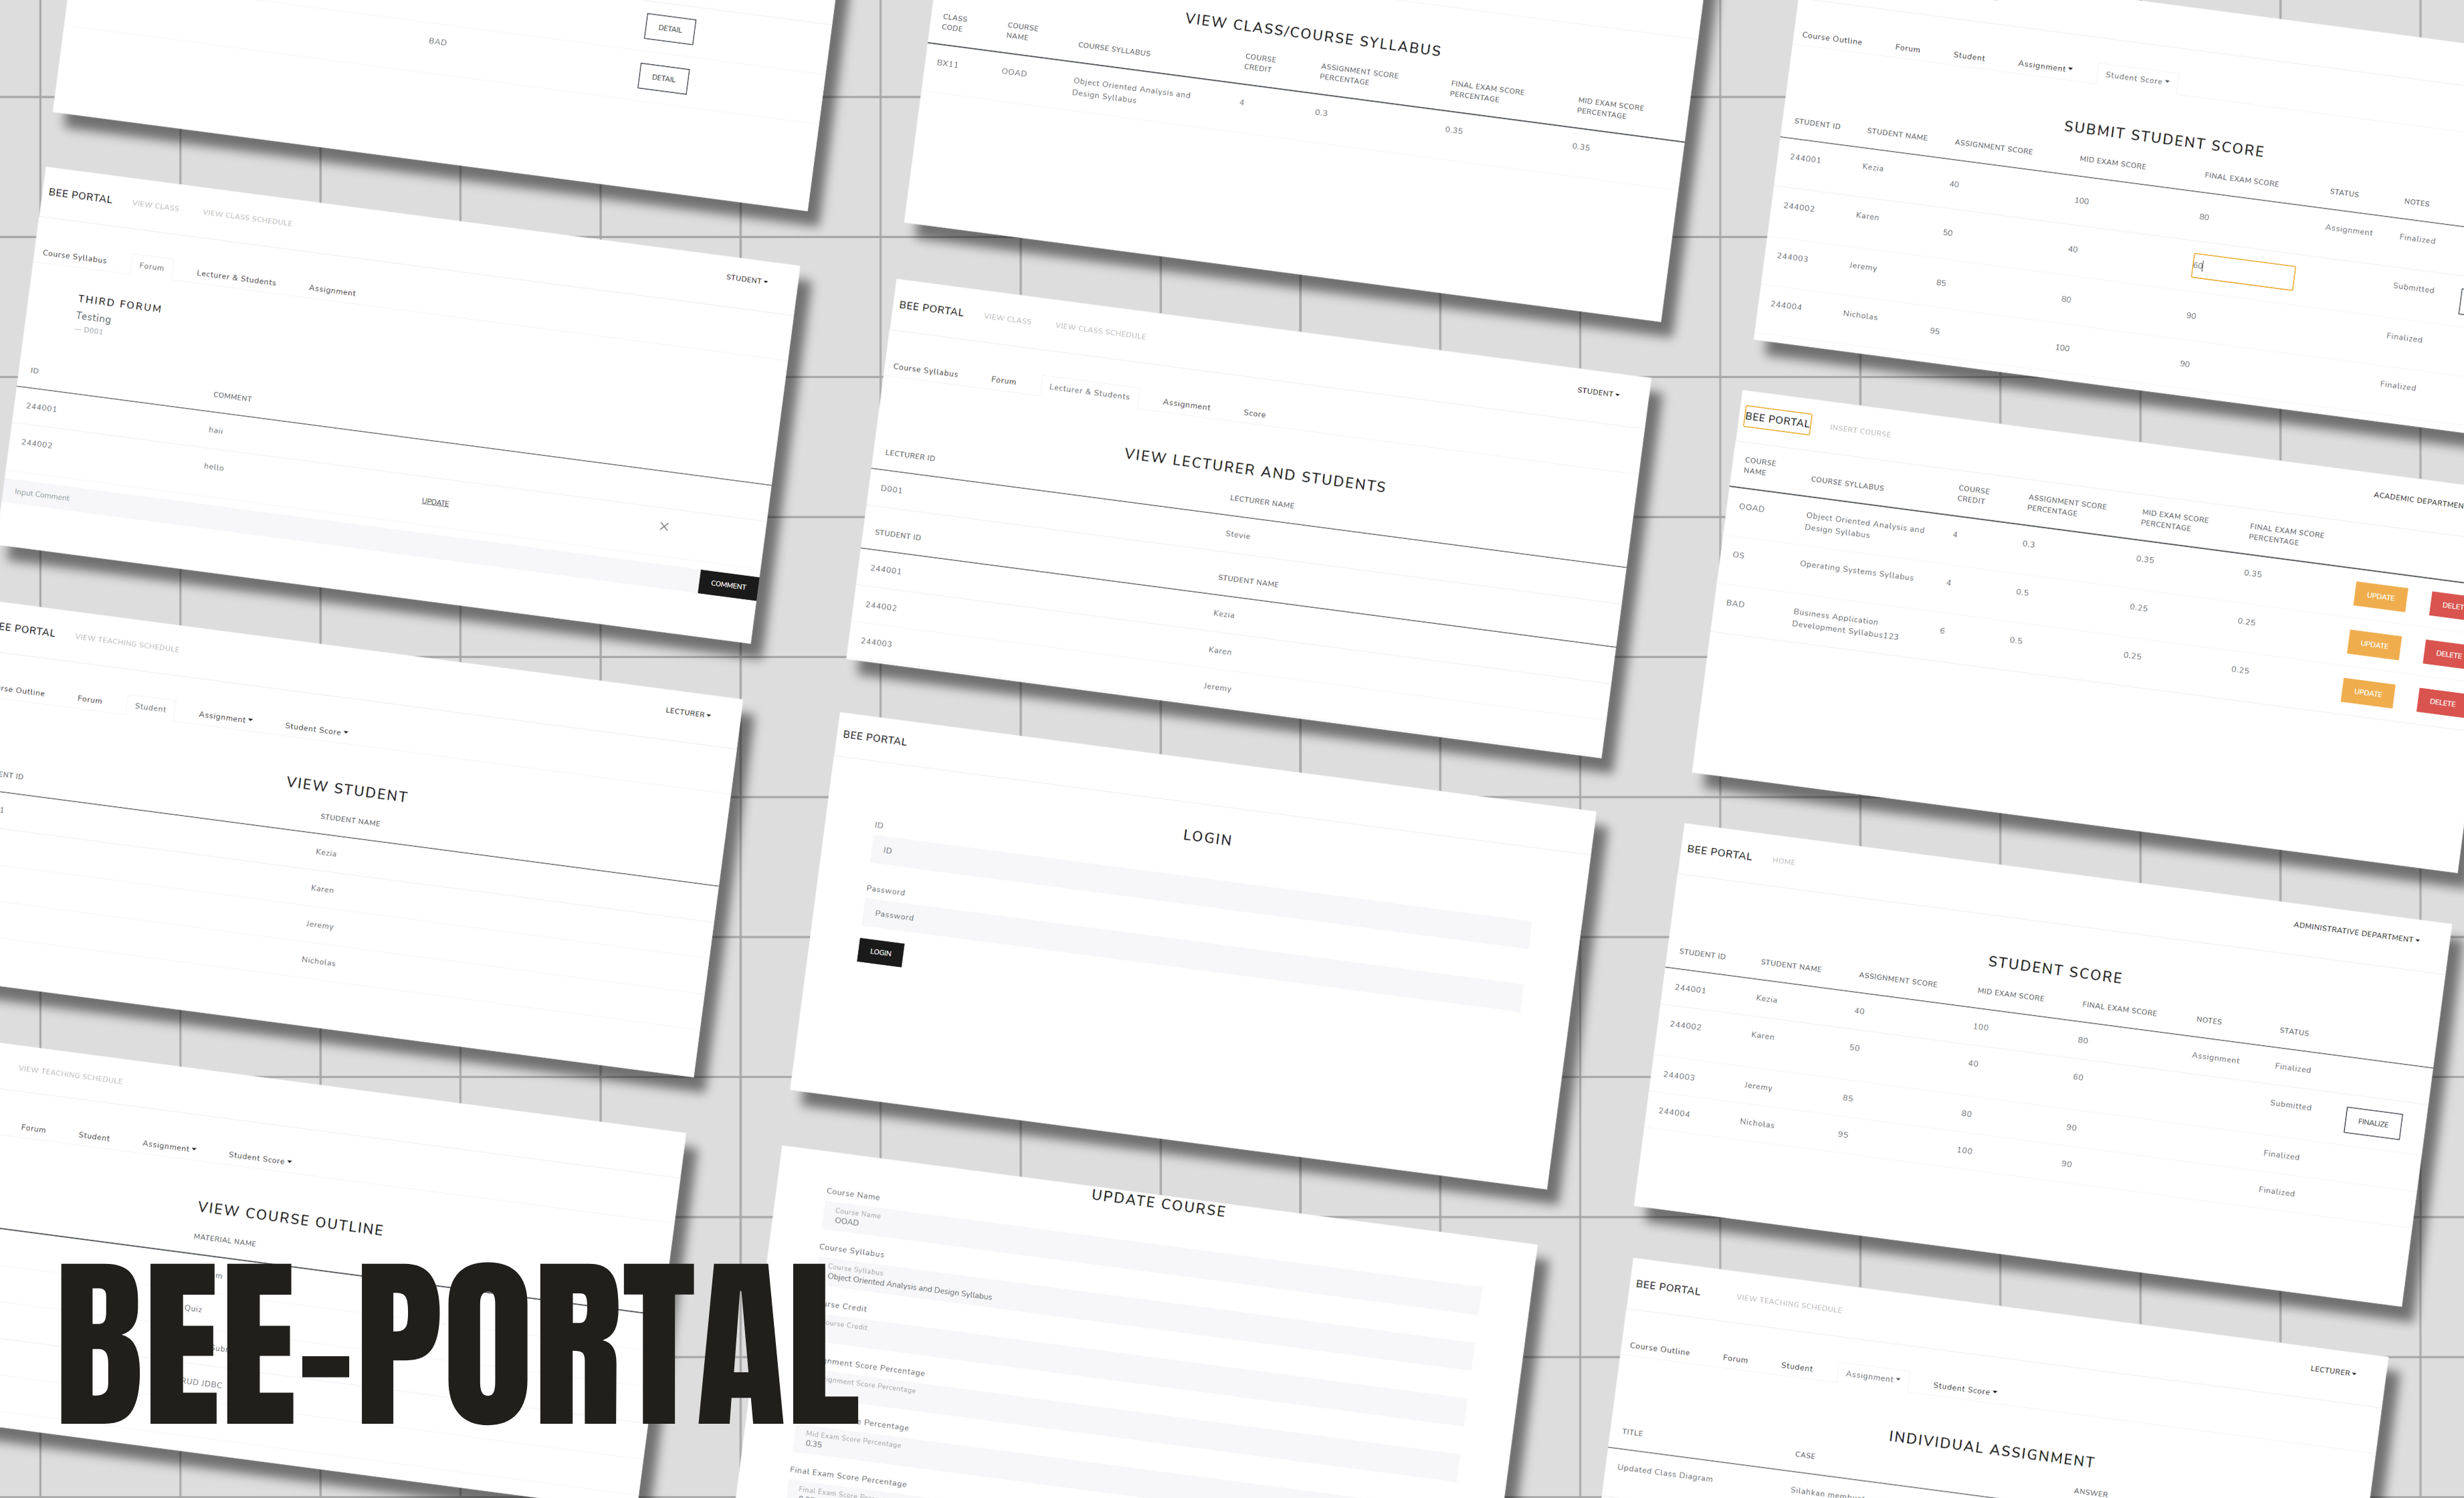 BAD
DETAIL
DETAIL
BEE PORTAL
VIEW CLASS
VIEW CLASS SCHEDULE
STUDENT
Course Syllabus
Forum
Lecturer & Students
Assignment
THIRD FORUM
Testing
— D001
ID
COMMENT
244001
haii
244002
hello
UPDATE
Input Comment
COMMENT
VIEW TEACHING SCHEDULE
LECTURER
Forum
Student
Assignment
Student Score
VIEW STUDENT
STUDENT NAME
Kezia
Karen
Jeremy
Nicholas
VIEW TEACHING SCHEDULE
Forum
Student
Assignment
Student Score
VIEW COURSE OUTLINE
MATERIAL NAME
Quiz
JDBC
BEE-PORTAL
VIEW CLASS/COURSE SYLLABUS
CLASS CODE
COURSE NAME
COURSE SYLLABUS
COURSE CREDIT
ASSIGNMENT SCORE PERCENTAGE
FINAL EXAM SCORE PERCENTAGE
MID EXAM SCORE PERCENTAGE
BX11
OOAD
Object Oriented Analysis and
Design Syllabus
4
0.3
0.35
0.35
BEE PORTAL
VIEW CLASS
VIEW CLASS SCHEDULE
STUDENT
Course Syllabus
Forum
Lecturer & Students
Assignment
Score
VIEW LECTURER AND STUDENTS
LECTURER ID
LECTURER NAME
D001
Stevie
STUDENT ID
STUDENT NAME
244001
Kezia
244002
Karen
244003
Jeremy
BEE PORTAL
LOGIN
ID
ID
Password
Password
LOGIN
UPDATE COURSE
Course Name
Course Name
OOAD
Course Syllabus
Course Syllabus
Object Oriented Analysis and Design Syllabus
Credit
Credit
Score Percentage
Score Percentage
Percentage
Mid Exam Score Percentage
0.35
Final Exam Score Percentage
Final Exam Score
Course Outline
Forum
Student
Assignment
Student Score
SUBMIT STUDENT SCORE
STUDENT ID
STUDENT NAME
ASSIGNMENT SCORE
MID EXAM SCORE
FINAL EXAM SCORE
STATUS
NOTES
244001
Kezia
40
100
80
Assignment
Finalized
244002
Karen
50
40
60
Submitted
244003
Jeremy
85
80
90
Finalized
244004
Nicholas
95
100
90
Finalized
BEE PORTAL
INSERT COURSE
ACADEMIC
COURSE NAME
COURSE SYLLABUS
COURSE CREDIT
ASSIGNMENT SCORE PERCENTAGE
MID EXAM SCORE PERCENTAGE
FINAL EXAM SCORE PERCENTAGE
OOAD
Object Oriented Analysis and
Design Syllabus
4
0.3
0.35
0.35
UPDATE
OS
Operating Systems Syllabus
4
0.5
0.25
0.25
UPDATE
DELETE
BAD
Business Application
Development Syllabus123
6
0.5
0.25
0.25
UPDATE
DELETE
BEE PORTAL
HOME
ADMINISTRATIVE DEPARTMENT
STUDENT SCORE
STUDENT ID
STUDENT NAME
ASSIGNMENT SCORE
MID EXAM SCORE
FINAL EXAM SCORE
NOTES
STATUS
244001
Kezia
40
100
80
Assignment
Finalized
244002
Karen
50
40
60
Submitted
FINALIZE
244003
Jeremy
85
80
90
Finalized
244004
Nicholas
95
100
90
Finalized
BEE PORTAL
VIEW TEACHING SCHEDULE
LECTURER
Course Outline
Forum
Student
Assignment
Student Score
INDIVIDUAL ASSIGNMENT
TITLE
CASE
ANSWER
Updated Class Diagram
Silahkan